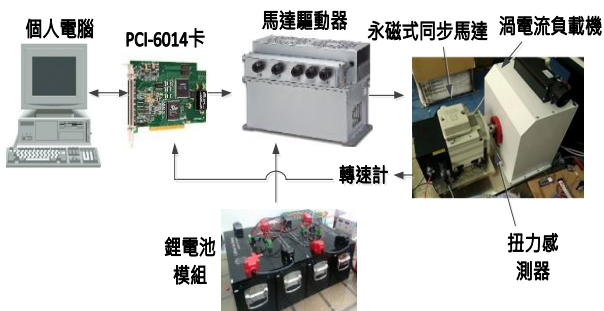 個人電腦
PCI-6014卡
馬達驅動器
永磁式同步馬達
渦電流負載機
轉速計
鋰電池
模組
扭力感
測器